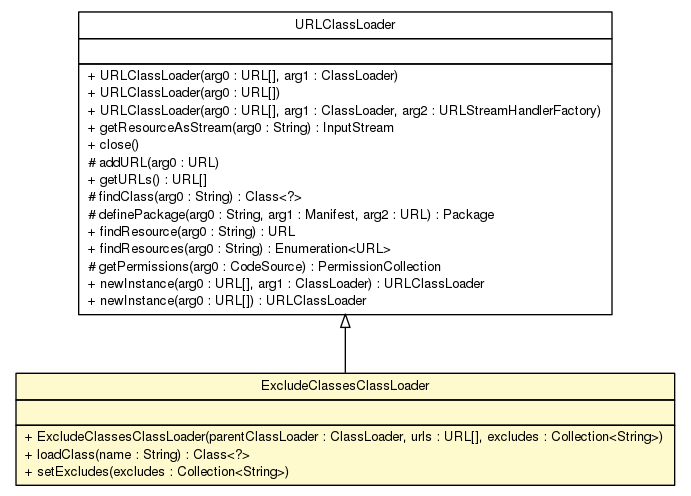 URLClassLoader
+ URLClassLoader(arg0 : URL[], arg1 : ClassLoader)
+ URLClassLoader(arg0 : URL[])
+ URLClassLoader(arg0 : URL[], arg1 : ClassLoader, arg2 : URLStreamHandlerFactory)
+ getResourceAsStream(arg0 : String) : InputStream
+ close()
# addURL(arg0 : URL)
+ getURLs() : URL[]
# findClass(arg0 : String) : Class<?>
# definePackage(arg0 : String, arg1 : Manifest, arg2 : URL) : Package
+ findResource(arg0 : String) : URL
+ findResources(arg0 : String) : Enumeration<URL>
# getPermissions(arg0 : CodeSource) : PermissionCollection
+ newInstance(arg0 : URL[], arg1 : ClassLoader) : URLClassLoader
+ newInstance(arg0 : URL[]) : URLClassLoader
ExcludeClassesClassLoader
+ ExcludeClassesClassLoader(parentClassLoader : ClassLoader, urls : URL[], excludes : Collection<String>)
+ loadClass(name : String) : Class<?>
+ setExcludes(excludes : Collection<String>)